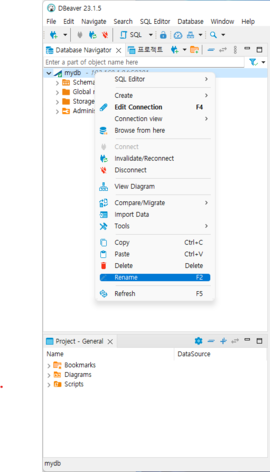 DBeaver 23.1.5
File Edit Navigate Search SQL Editor Database Window Help
SQL
Database Navigator 프로젝트
Enter a part of object name here
mydb
Schema
Global
Storage
Adminis
SQL Editor
Create
Edit Connection F4
Connection view
Browse from here
Connect
Invalidate/Reconnect
Disconnect
View Diagram
Compare/Migrate
Import Data
Tools
Copy Ctrl+C
Paste Ctrl+V
Delete Delete
Rename F2
Refresh F5
Project - General
Name DataSource
Bookmarks
Diagrams
Scripts
mydb